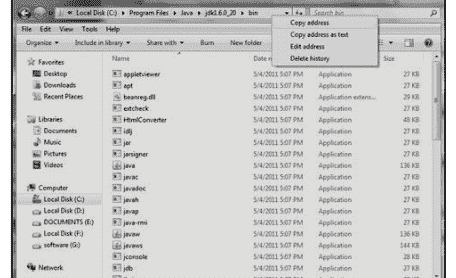 « Local Disk (C:) ▸ Program Files ▸ Java ▸ jdk1.6.0_20 ▸ bin
Search bin
File Edit View Tools Help
Copy address
Copy address as text
Edit address
Delete history
Organize Include in library Share with Burn New folder
Name Size
Favorites
Desktop
Downloads
Recent Places
Libraries
Documents
Music
Pictures
Videos
Computer
Local Disk (C:)
Local Disk (D:)
DOCUMENTS (E:)
Local Disk (F:)
software (G:)
Network
appletviewer 5/4/2011 5:07 PM Application 27 KB
apt 5/4/2011 5:07 PM Application 27 KB
beanreg.dll 5/4/2011 5:07 PM Application extens... 29 KB
extcheck 5/4/2011 5:07 PM Application 27 KB
HtmlConverter 5/4/2011 5:07 PM Application 48 KB
idlj 5/4/2011 5:07 PM Application 27 KB
jar 5/4/2011 5:07 PM Application 27 KB
jarsigner 5/4/2011 5:07 PM Application 27 KB
java 5/4/2011 5:07 PM Application 136 KB
javac 5/4/2011 5:07 PM Application 27 KB
javadoc 5/4/2011 5:07 PM Application 27 KB
javah 5/4/2011 5:07 PM Application 27 KB
javap 5/4/2011 5:07 PM Application 27 KB
java-rmi 5/4/2011 5:07 PM Application 27 KB
javaw 5/4/2011 5:07 PM Application 136 KB
javaws 5/4/2011 5:07 PM Application 144 KB
jconsole 5/4/2011 5:07 PM Application 28 KB
jdb 5/4/2011 5:07 PM Application 27 KB